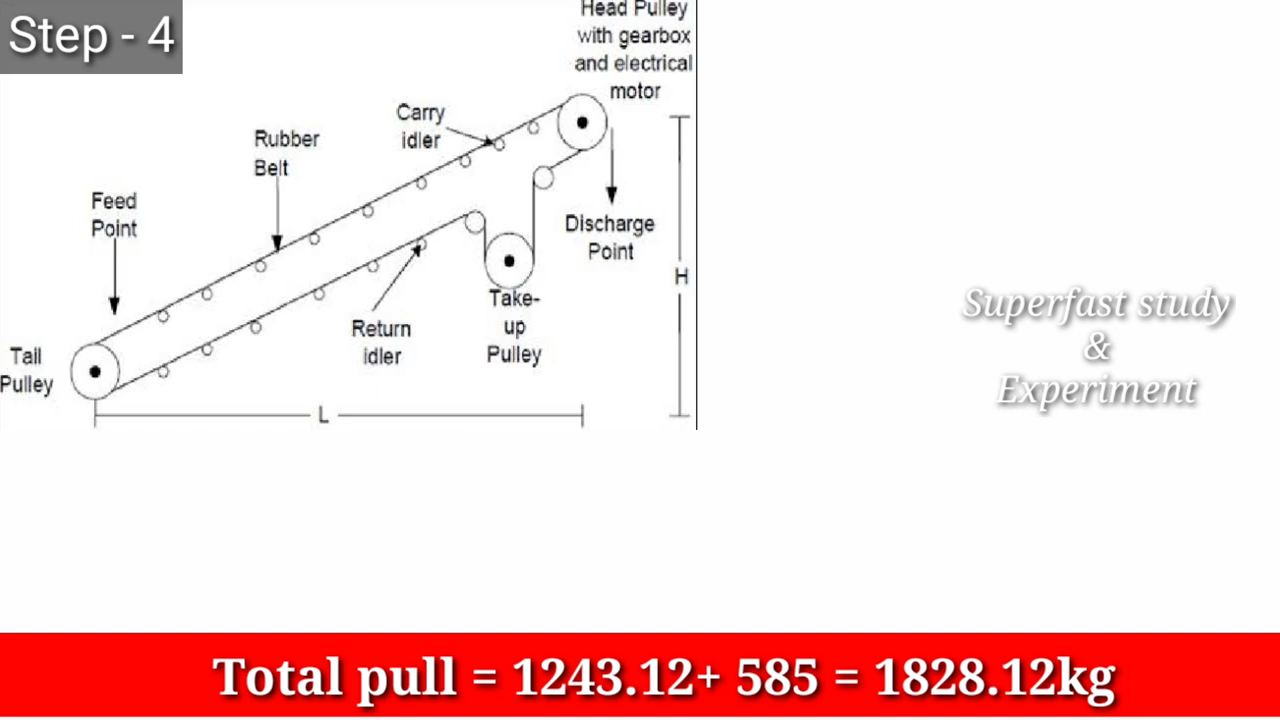 Step - 4
Head Pulley
with gearbox
and electrical
motor
Carry
idler
Rubber
Belt
Feed
Point
Discharge
Point
H
Take-
up
Pulley
Return
idler
Tail
Pulley
L
Superfast study
&
Experiment
Total pull = 1243.12+ 585 = 1828.12kg